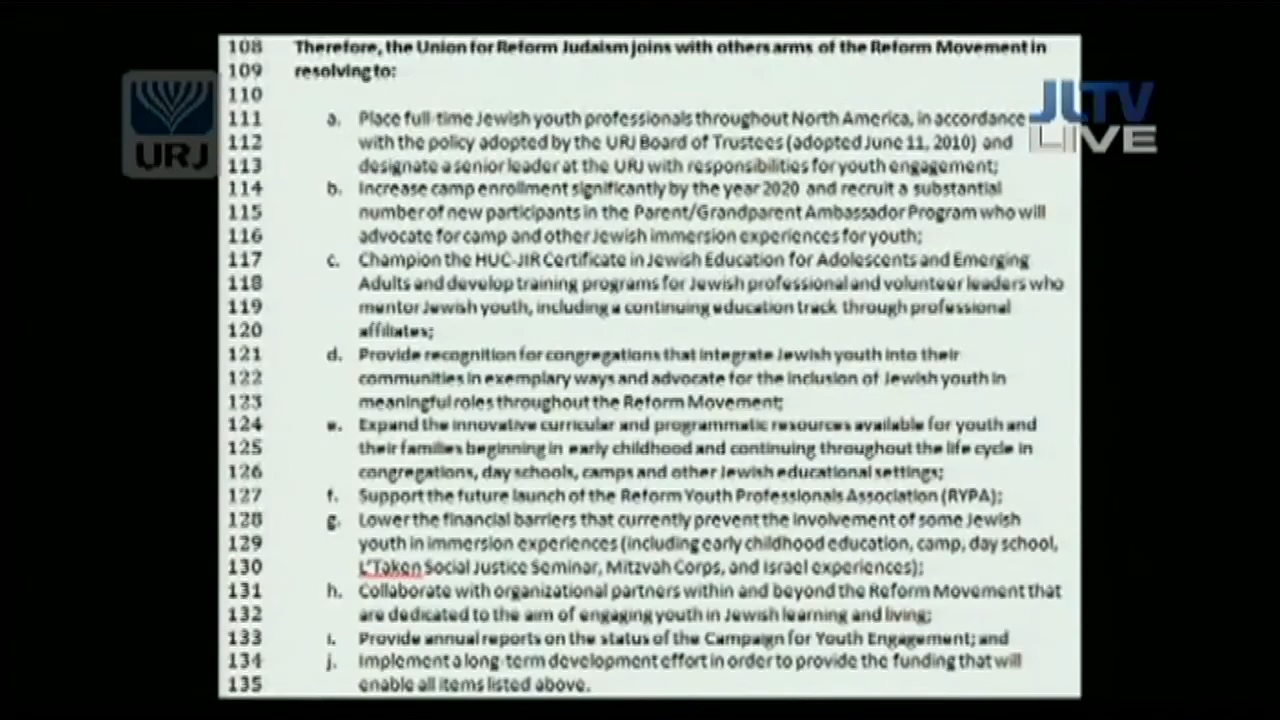 108 Therefore, the Union for Reform Judaism joins with others arms of the Reform Movement in
109 resolving to:
110
111 a. Place full-time Jewish youth professionals throughout North America, in accordance
112 with the policy adopted by the URJ Board of Trustees (adopted June 11, 2010) and
113 designate a senior leader at the URJ with responsibilities for youth engagement;
114 b. Increase camp enrollment significantly by the year 2020 and recruit a substantial
115 number of new participants in the Parent/Grandparent Ambassador Program who will
116 advocate for camp and other Jewish immersion experiences for youth;
117 c. Champion the HUC-JIR Certificate in Jewish Education for Adolescents and Emerging
118 Adults and develop training programs for Jewish professional and volunteer leaders who
119 mentor Jewish youth, including a continuing education track through professional
120 affiliates;
121 d. Provide recognition for congregations that integrate Jewish youth into their
122 communities in exemplary ways and advocate for the inclusion of Jewish youth in
123 meaningful roles throughout the Reform Movement;
124 e. Expand the innovative curricular and programmatic resources available for youth and
125 their families beginning in early childhood and continuing throughout the life cycle in
126 congregations, day schools, camps and other Jewish educational settings;
127 f. Support the future launch of the Reform Youth Professionals Association (RYPA);
128 g. Lower the financial barriers that currently prevent the involvement of some Jewish
129 youth in immersion experiences (including early childhood education, camp, day school,
130 L'Taken Social Justice Seminar, Mitzvah Corps, and Israel experiences);
131 h. Collaborate with organizational partners within and beyond the Reform Movement that
132 are dedicated to the aim of engaging youth in Jewish learning and living;
133 i. Provide annual reports on the status of the Campaign for Youth Engagement; and
134 j. Implement a long-term development effort in order to provide the funding that will
135 enable all items listed above.
URJ
JLTV
LIVE